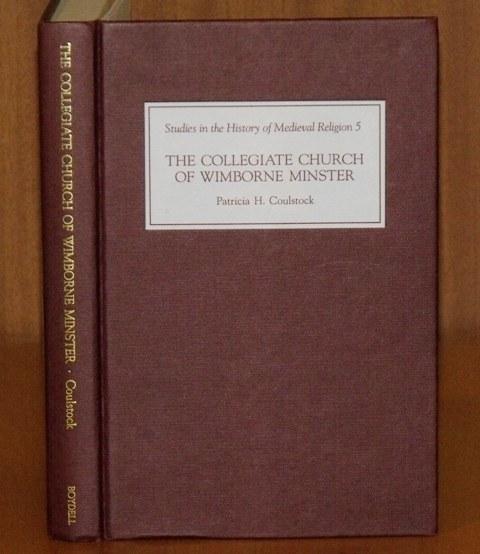 THE COLLEGIATE CHURCH OF WIMBORNE MINSTER · Coulstock BOYDELL
Studies in the History of Medieval Religion 5
THE COLLEGIATE CHURCH
OF WIMBORNE MINSTER
Patricia H. Coulstock